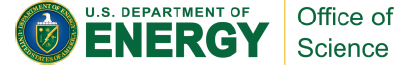 U.S. DEPARTMENT OF
ENERGY
Office of
Science